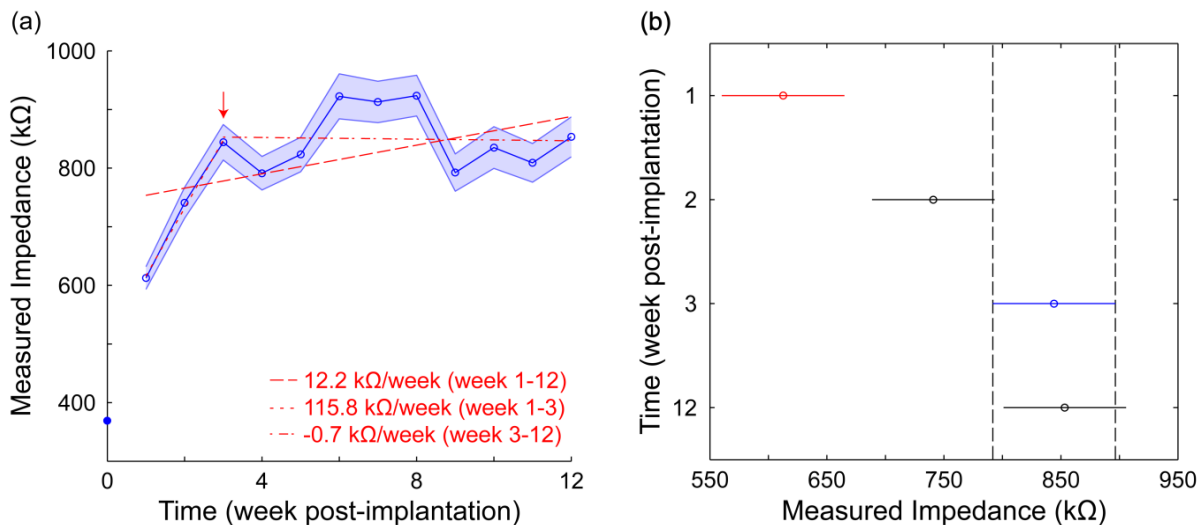 (a)
Measured Impedance (kΩ)
1000
800
600
400
0
4
8
12
Time (week post-implantation)
12.2 kΩ/week (week 1-12)
115.8 kΩ/week (week 1-3)
-0.7 kΩ/week (week 3-12)
(b)
Time (week post-implantation)
1
2
3
12
550
650
750
850
950
Measured Impedance (kΩ)